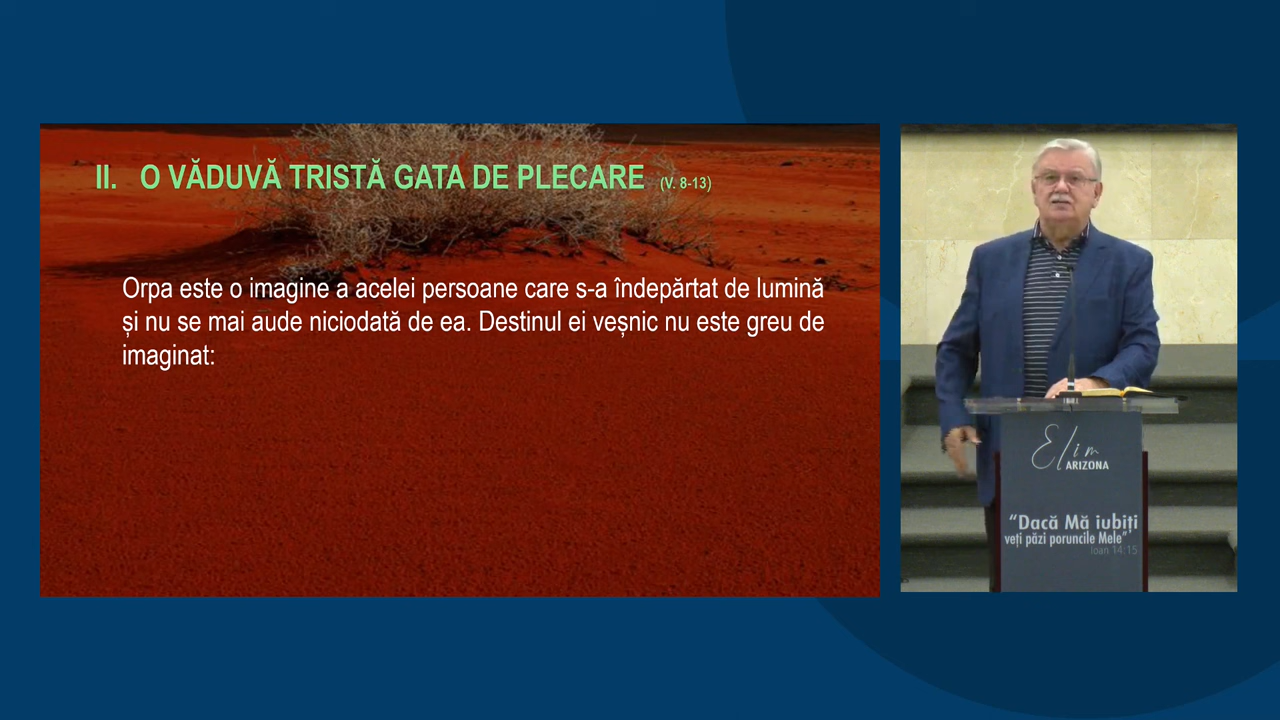 II. O VĂDUVĂ TRISTĂ GATA DE PLECARE (V. 8-13)
Orpa este o imagine a acelei persoane care s-a îndepărtat de lumină
și nu se mai aude niciodată de ea. Destinul ei veșnic nu este greu de
imaginat:
Elim
ARIZONA
“Dacă Mă iubiți
veți păzi poruncile Mele”
Ioan 14:15